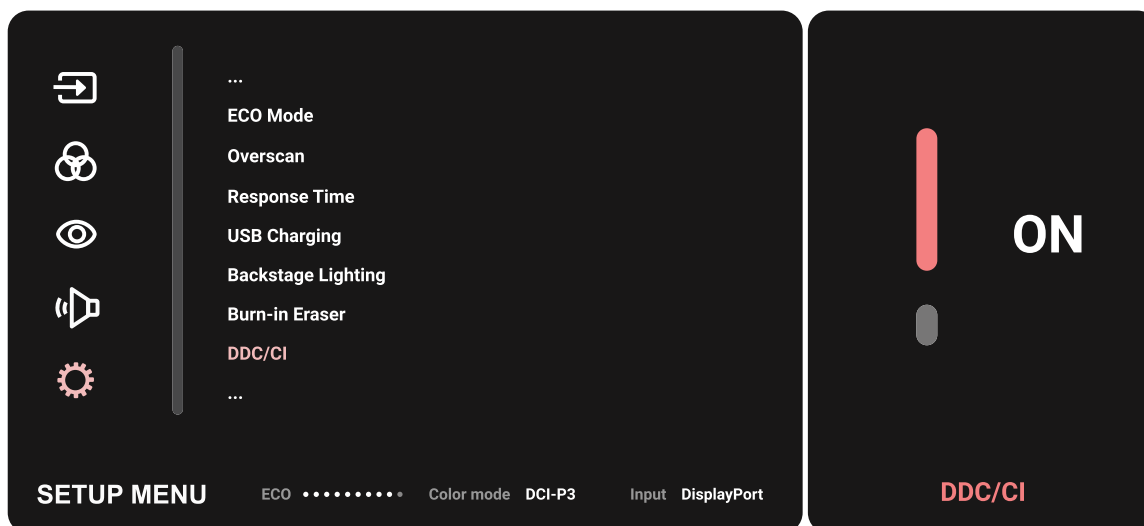 ...
ECO Mode
Overscan
Response Time
USB Charging
Backstage Lighting
Burn-in Eraser
DDC/CI
...
SETUP MENU
ECO
Color mode DCI-P3
Input DisplayPort
ON
DDC/CI